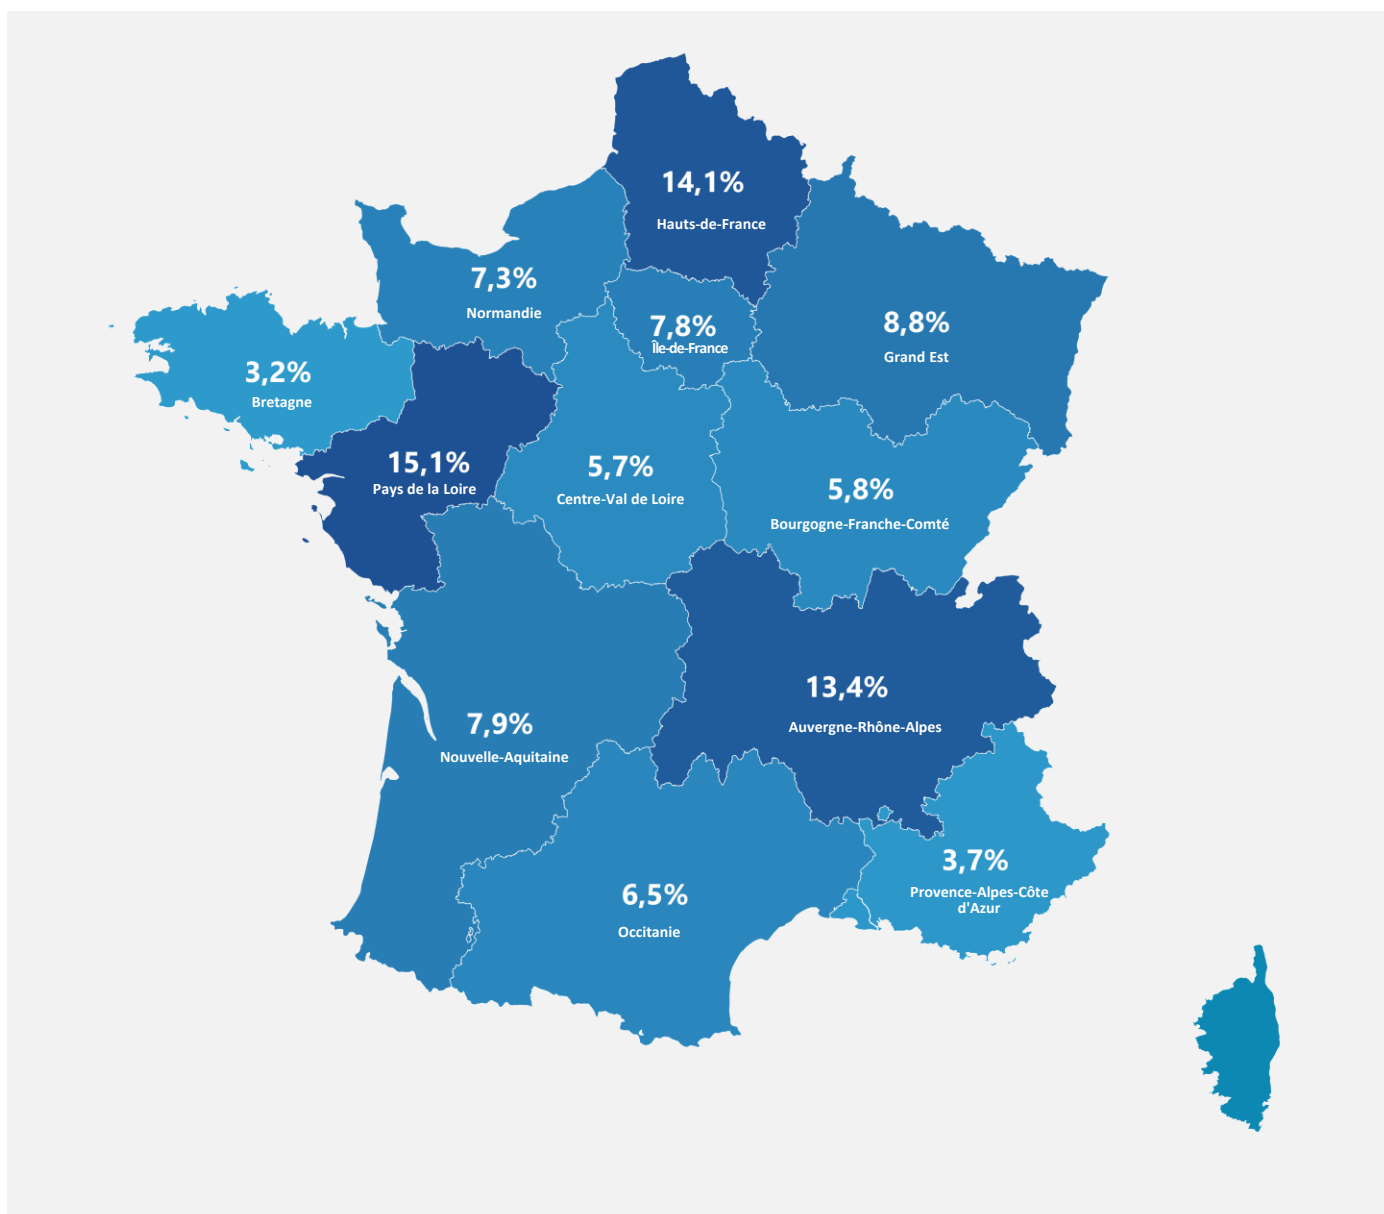 14,1%
Hauts-de-France
7,3%
Normandie
7,8%
Île-de-France
8,8%
Grand Est
3,2%
Bretagne
15,1%
Pays de la Loire
5,7%
Centre-Val de Loire
5,8%
Bourgogne-Franche-Comté
13,4%
Auvergne-Rhône-Alpes
7,9%
Nouvelle-Aquitaine
3,7%
Provence-Alpes-Côte
d'Azur
6,5%
Occitanie